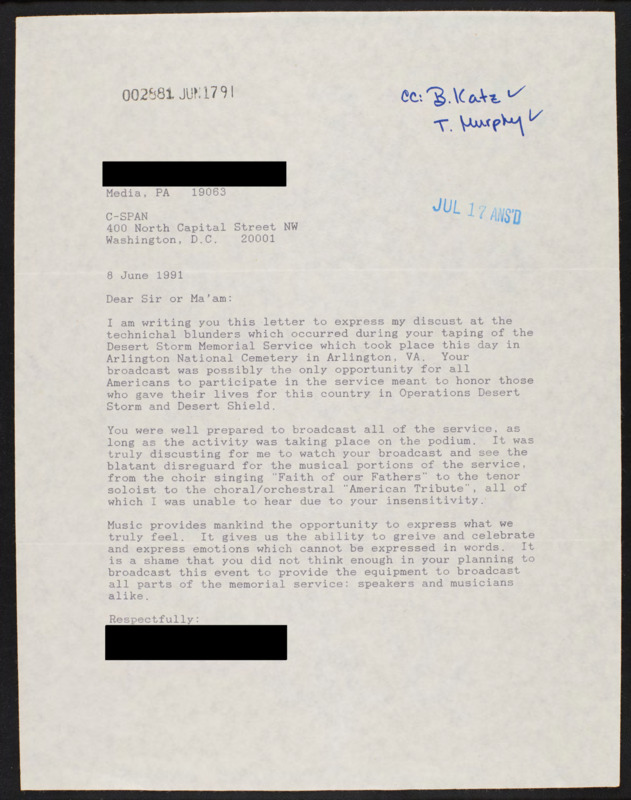 002881 JUN1791
cc: B. Katz ✓
T. Murphy ✓
Media, PA 19063
JUL 17 ANS'D
C-SPAN
400 North Capital Street NW
Washington, D.C. 20001
8 June 1991
Dear Sir or Ma'am:
I am writing you this letter to express my discust at the
technichal blunders which occurred during your taping of the
Desert Storm Memorial Service which took place this day in
Arlington National Cemetery in Arlington, VA. Your
broadcast was possibly the only opportunity for all
Americans to participate in the service meant to honor those
who gave their lives for this country in Operations Desert
Storm and Desert Shield.
You were well prepared to broadcast all of the service, as
long as the activity was taking place on the podium. It was
truly discusting for me to watch your broadcast and see the
blatant disreguard for the musical portions of the service,
from the choir singing "Faith of our Fathers" to the tenor
soloist to the choral/orchestral "American Tribute", all of
which I was unable to hear due to your insensitivity.
Music provides mankind the opportunity to express what we
truly feel. It gives us the ability to greive and celebrate
and express emotions which cannot be expressed in words. It
is a shame that you did not think enough in your planning to
broadcast this event to provide the equipment to broadcast
all parts of the memorial service: speakers and musicians
alike.
Respectfully: